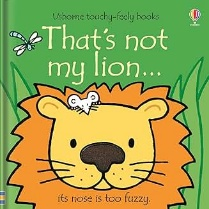 Usborne touchy-feely books
That's not
my lion...
its nose is too fuzzy.